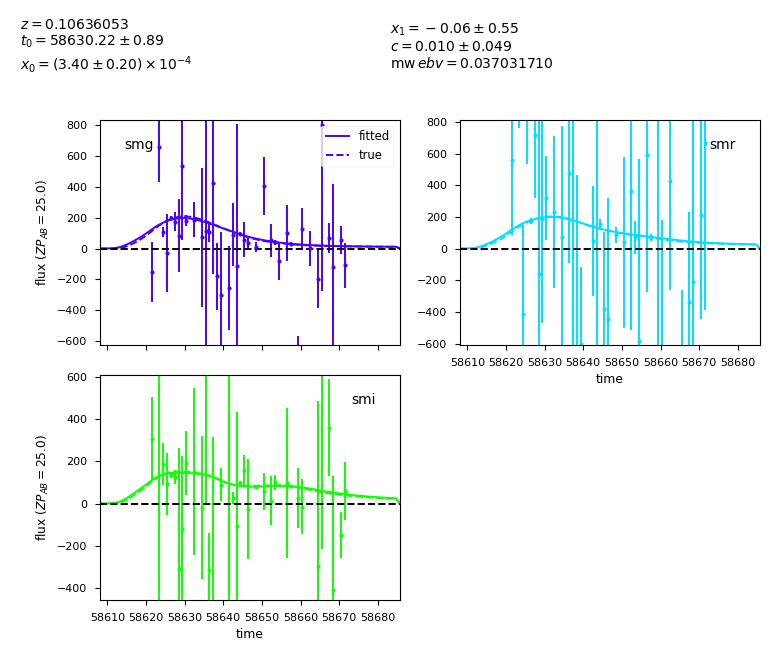 z = 0.10636053
t₀ = 58630.22 ± 0.89
x₀ = (3.40 ± 0.20) × 10⁻⁴
x₁ = −0.06 ± 0.55
c = 0.010 ± 0.049
mw ebv = 0.037031710
smg
fitted
true
800
600
400
200
0
−200
−400
−600
flux (ZP_AB = 25.0)
smr
800
600
400
200
0
−200
−400
−600
58610 58620 58630 58640 58650 58660 58670 58680
time
smi
600
400
200
0
−200
−400
flux (ZP_AB = 25.0)
58610 58620 58630 58640 58650 58660 58670 58680
time